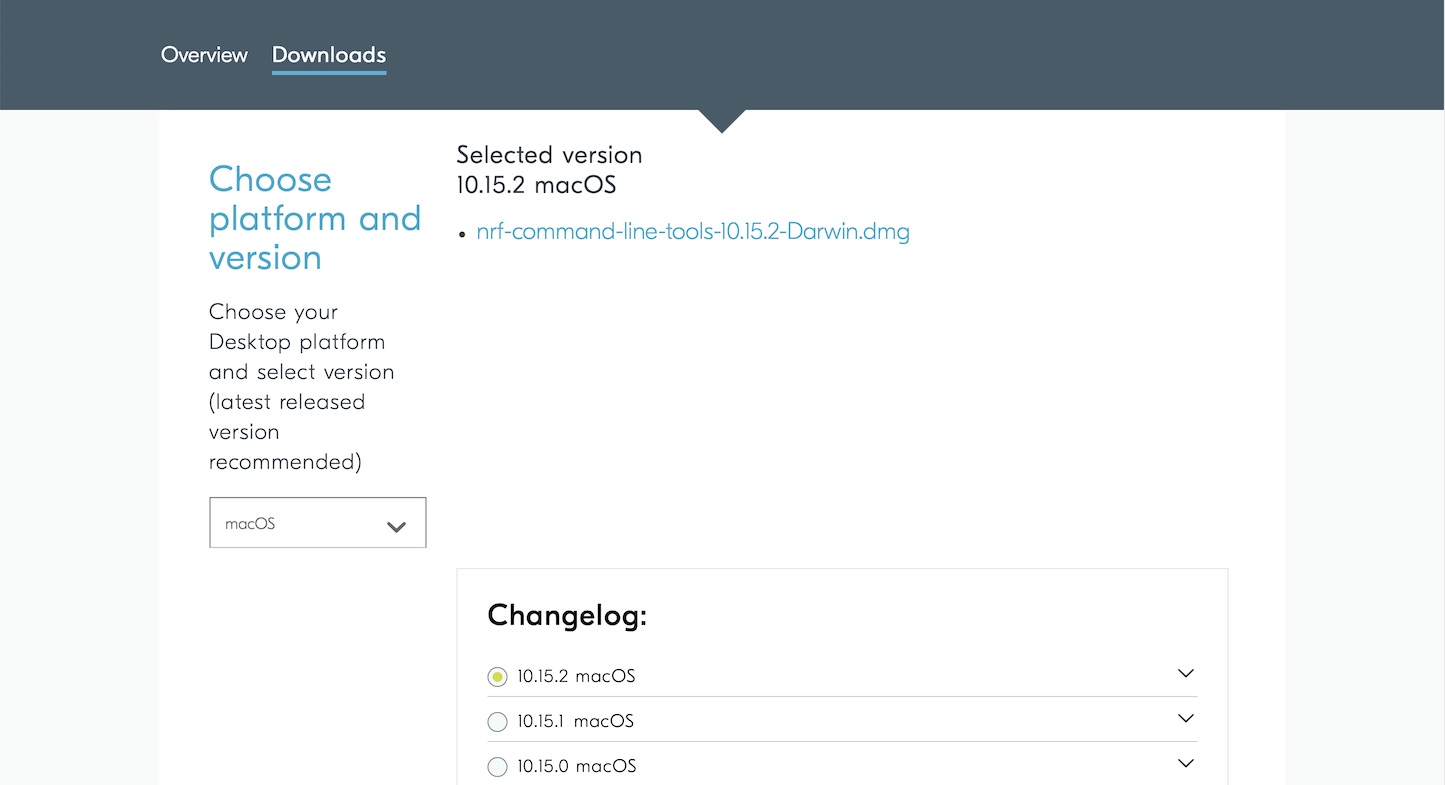 Overview Downloads
Choose
platform and
version
Choose your
Desktop platform
and select version
(latest released
version
recommended)
macOS
Selected version
10.15.2 macOS
nrf-command-line-tools-10.15.2-Darwin.dmg
Changelog:
10.15.2 macOS
10.15.1 macOS
10.15.0 macOS